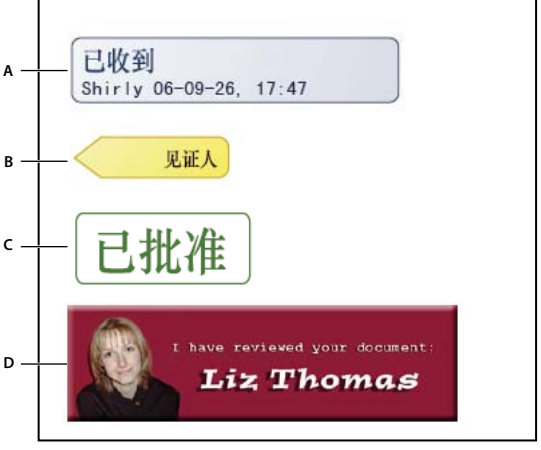 A
已收到
Shirly 06-09-26, 17:47
B
见证人
C
已批准
D
I have reviewed your document:
Liz Thomas